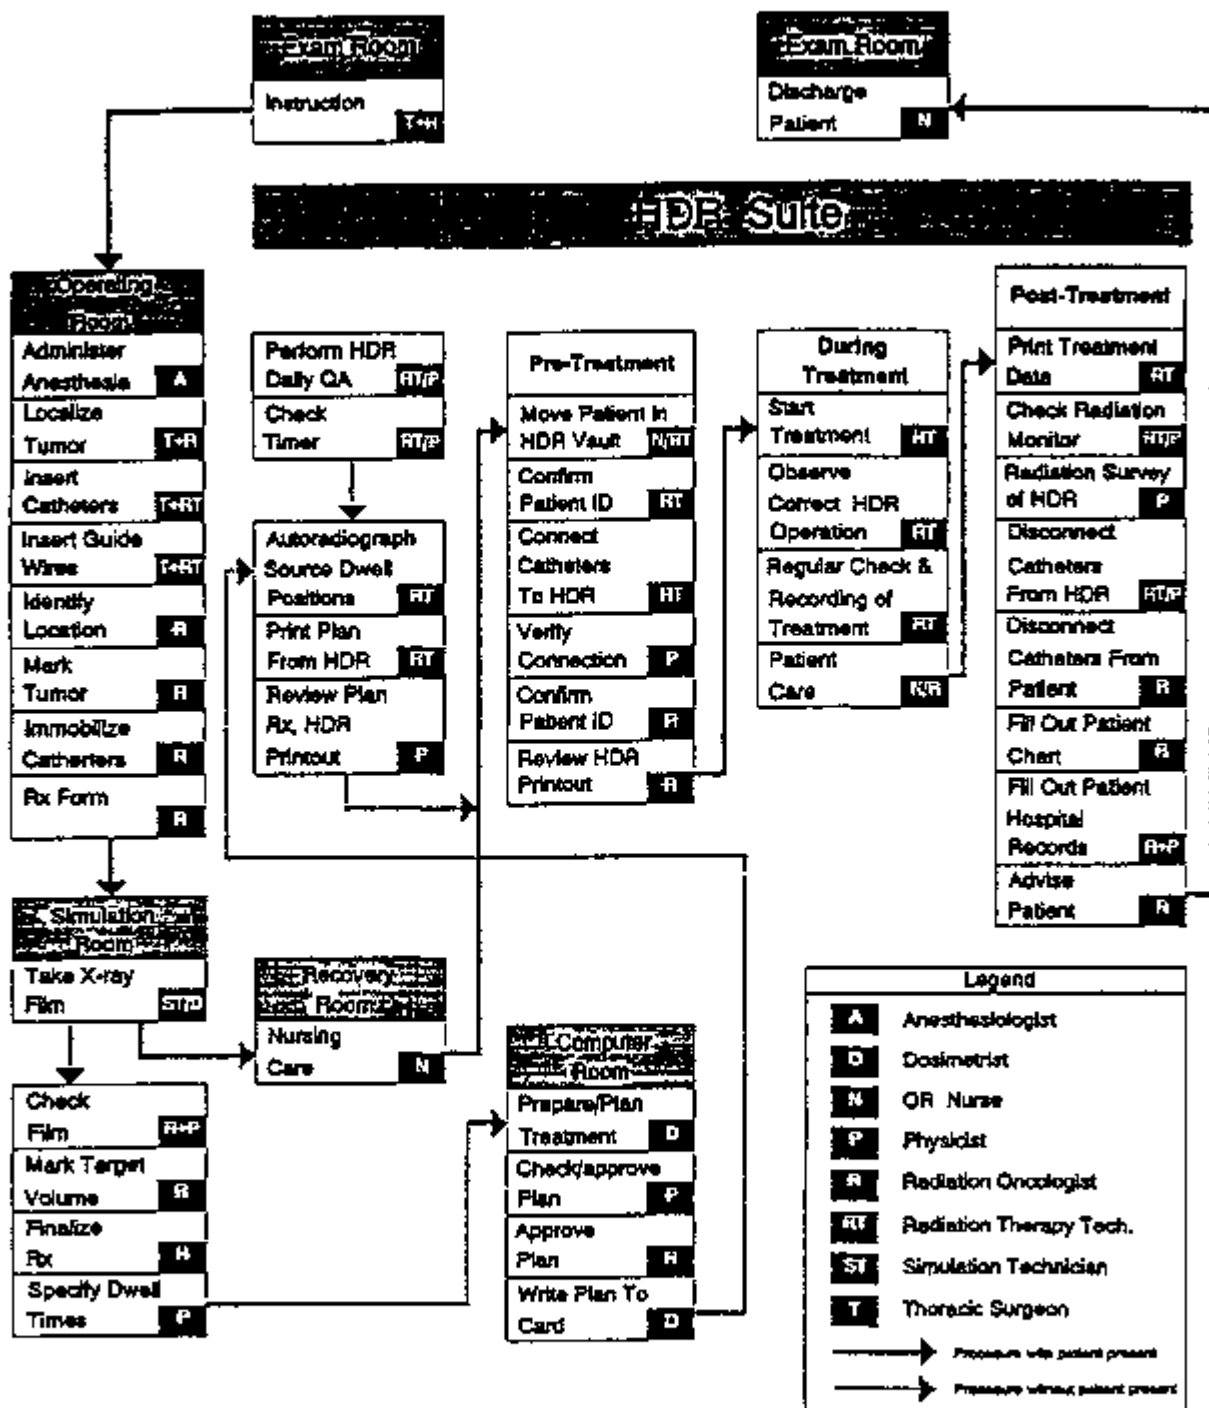 Exam Room
Instruction
Exam Room
Discharge
Patient N
HDR Suite
Operating
Room
Administer
Anesthesia A
Localize
Tumor T+R
Insert
Catheters T+RT
Insert Guide
Wires T+RT
Identify
Location R
Mark
Tumor R
Immobilize
Catherters R
Rx Form
R
Simulation
Room
Take X-ray
Film
Check
Film R+P
Mark Target
Volume R
Finalize
Rx R
Specify Dwell
Times P
Perform HDR
Daily QA RT/P
Check
Timer RT/P
Autoradiograph
Source Dwell
Positions RT
Print Plan
From HDR RT
Review Plan
Rx, HDR
Printout P
Recovery
Room
Nursing
Care N
Pre-Treatment
Move Patient In
HDR Vault N/RT
Confirm
Patient ID RT
Connect
Catheters
To HDR RT
Verify
Connection P
Confirm
Patient ID R
Review HDR
Printout R
Computer
Room
Prepare/Plan
Treatment D
Check/approve
Plan P
Approve
Plan R
Write Plan To
Card D
During
Treatment
Start
Treatment RT
Observe
Correct HDR
Operation RT
Regular Check &
Recording of
Treatment RT
Patient
Care N/R
Post-Treatment
Print Treatment
Data RT
Check Radiation
Monitor RT/P
Radiation Survey
of HDR P
Disconnect
Catheters
From HDR RT/P
Disconnect
Catheters From
Patient R
Fill Out Patient
Chart R
Fill Out Patient
Hospital
Records R+P
Advise
Patient R
Legend
A Anesthesiologist
D Dosimetrist
N OR Nurse
P Physicist
R Radiation Oncologist
RT Radiation Therapy Tech.
ST Simulation Technician
T Thoracic Surgeon
Procedure with patient present
Procedure without patient present